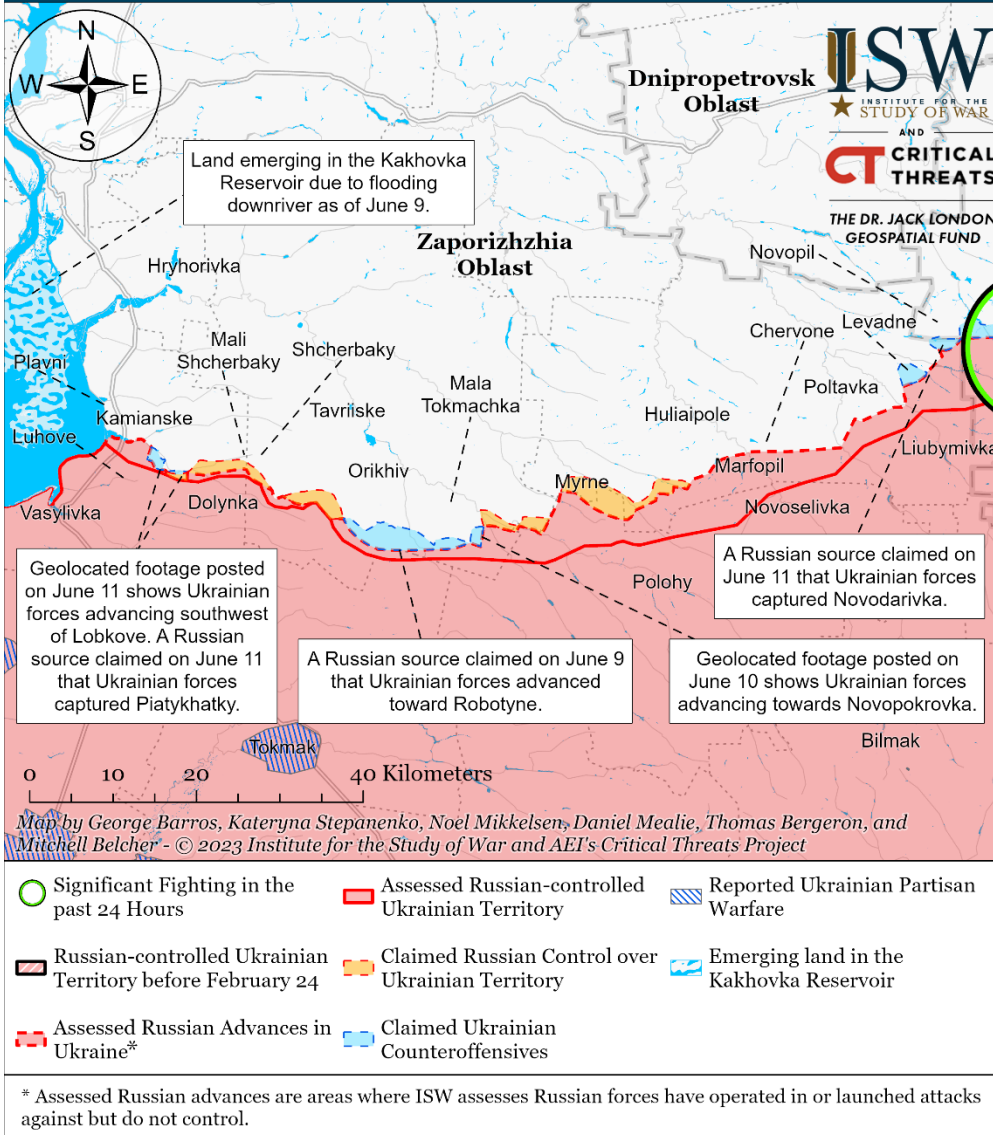 N
W
E
S
ISW
INSTITUTE FOR THE
STUDY OF WAR
AND
CT CRITICAL
THREATS
THE DR. JACK LONDON
GEOSPATIAL FUND
Dnipropetrovsk
Oblast
Land emerging in the Kakhovka
Reservoir due to flooding
downriver as of June 9.
Zaporizhzhia
Oblast
Novopil
Hryhorivka
Mali
Shcherbaky
Shcherbaky
Chervone
Levadne
Plavni
Mala
Tokmachka
Poltavka
Kamianske
Tavriiske
Huliaipole
Luhove
Orikhiv
Liubymivka
Marfopil
Myrne
Vasylivka
Dolynka
Novoselivka
Polohy
Geolocated footage posted
on June 11 shows Ukrainian
forces advancing southwest
of Lobkove. A Russian
source claimed on June 11
that Ukrainian forces
captured Piatykhatky.
A Russian source claimed on June 9
that Ukrainian forces advanced
toward Robotyne.
A Russian source claimed on
June 11 that Ukrainian forces
captured Novodarivka.
Geolocated footage posted on
June 10 shows Ukrainian forces
advancing towards Novopokrovka.
Tokmak
Bilmak
0 10 20 40 Kilometers
Map by George Barros, Kateryna Stepanenko, Noel Mikkelsen, Daniel Mealie, Thomas Bergeron, and
Mitchell Belcher - © 2023 Institute for the Study of War and AEI's Critical Threats Project
Significant Fighting in the
past 24 Hours
Russian-controlled Ukrainian
Territory before February 24
Assessed Russian Advances in
Ukraine*
Assessed Russian-controlled
Ukrainian Territory
Claimed Russian Control over
Ukrainian Territory
Claimed Ukrainian
Counteroffensives
Reported Ukrainian Partisan
Warfare
Emerging land in the
Kakhovka Reservoir
* Assessed Russian advances are areas where ISW assesses Russian forces have operated in or launched attacks
against but do not control.